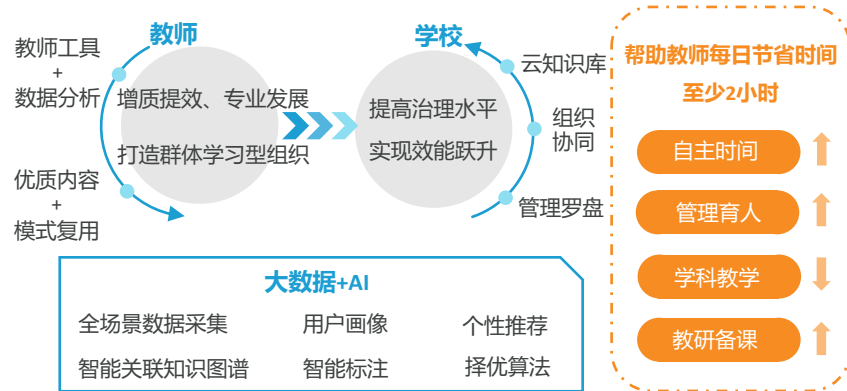 教师
教师工具
+
数据分析
优质内容
+
模式复用
增质提效、专业发展
打造群体学习型组织
学校
提高治理水平
实现效能跃升
云知识库
组织
协同
管理罗盘
大数据+AI
全场景数据采集
用户画像
个性推荐
智能关联知识图谱
智能标注
择优算法
帮助教师每日节省时间
至少2小时
自主时间
管理育人
学科教学
教研备课